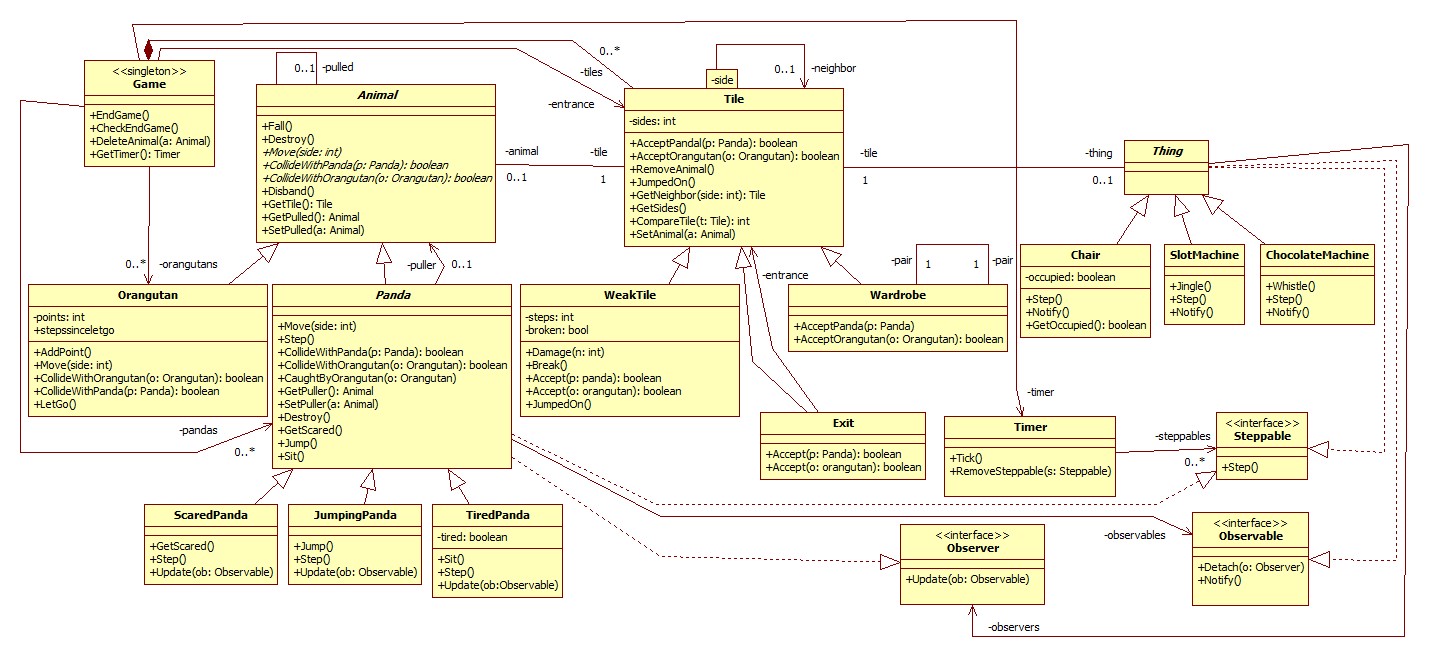 <<singleton>>
Game
+EndGame()
+CheckEndGame()
+DeleteAnimal(a: Animal)
+GetTimer(): Timer
0..1
-pulled
Animal
+Fall()
+Destroy()
+Move(side: int)
+CollideWithPanda(p: Panda): boolean
+CollideWithOrangutan(o: Orangutan): boolean
+Disband()
+GetTile(): Tile
+GetPulled(): Animal
+SetPulled(a: Animal)
0..*
-tiles
-entrance
-animal
0..1
-tile
1
-side
0..1
-neighbor
Tile
-sides: int
+AcceptPandal(p: Panda): boolean
+AcceptOrangutan(o: Orangutan): boolean
+RemoveAnimal()
+JumpedOn()
+GetNeighbor(side: int): Tile
+GetSides()
+CompareTile(t: Tile): int
+SetAnimal(a: Animal)
-tile
1
-thing
0..1
Thing
0..*
-orangutans
-puller
0..1
-entrance
-pair
1
1
-pair
Orangutan
-points: int
+stepssinceletgo
+AddPoint()
+Move(side: int)
+CollideWithOrangutan(o: Orangutan): boolean
+CollideWithPanda(p: Panda): boolean
+LetGo()
Panda
+Move(side: int)
+Step()
+CollideWithPanda(p: Panda): boolean
+CollideWithOrangutan(o: Orangutan): boolean
+CaughtByOrangutan(o: Orangutan)
+GetPuller(): Animal
+SetPuller(a: Animal)
+Destroy()
+GetScared()
+Jump()
+Sit()
WeakTile
-steps: int
-broken: bool
+Damage(n: int)
+Break()
+Accept(p: panda): boolean
+Accept(o: orangutan): boolean
+JumpedOn()
Wardrobe
+AcceptPanda(p: Panda)
+AcceptOrangutan(o: Orangutan): boolean
Chair
-occupied: boolean
+Step()
+Notify()
+GetOccupied(): boolean
SlotMachine
+Jingle()
+Step()
+Notify()
ChocolateMachine
+Whistle()
+Step()
+Notify()
-pandas
0..*
Exit
+Accept(p: Panda): boolean
+Accept(o: orangutan): boolean
-timer
Timer
+Tick()
+RemoveSteppable(s: Steppable)
-steppables
0..*
<<interface>>
Steppable
+Step()
ScaredPanda
+GetScared()
+Step()
+Update(ob: Observable)
JumpingPanda
+Jump()
+Step()
+Update(ob: Observable)
TiredPanda
-tired: boolean
+Sit()
+Step()
+Update(ob:Observable)
<<interface>>
Observer
+Update(ob: Observable)
-observables
<<interface>>
Observable
+Detach(o: Observer)
+Notify()
-observers